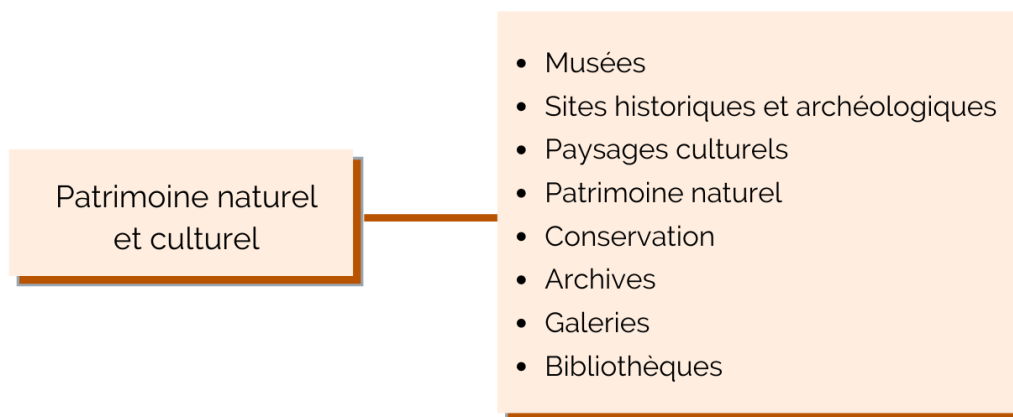 Patrimoine naturel
et culturel
• Musées
• Sites historiques et archéologiques
• Paysages culturels
• Patrimoine naturel
• Conservation
• Archives
• Galeries
• Bibliothèques